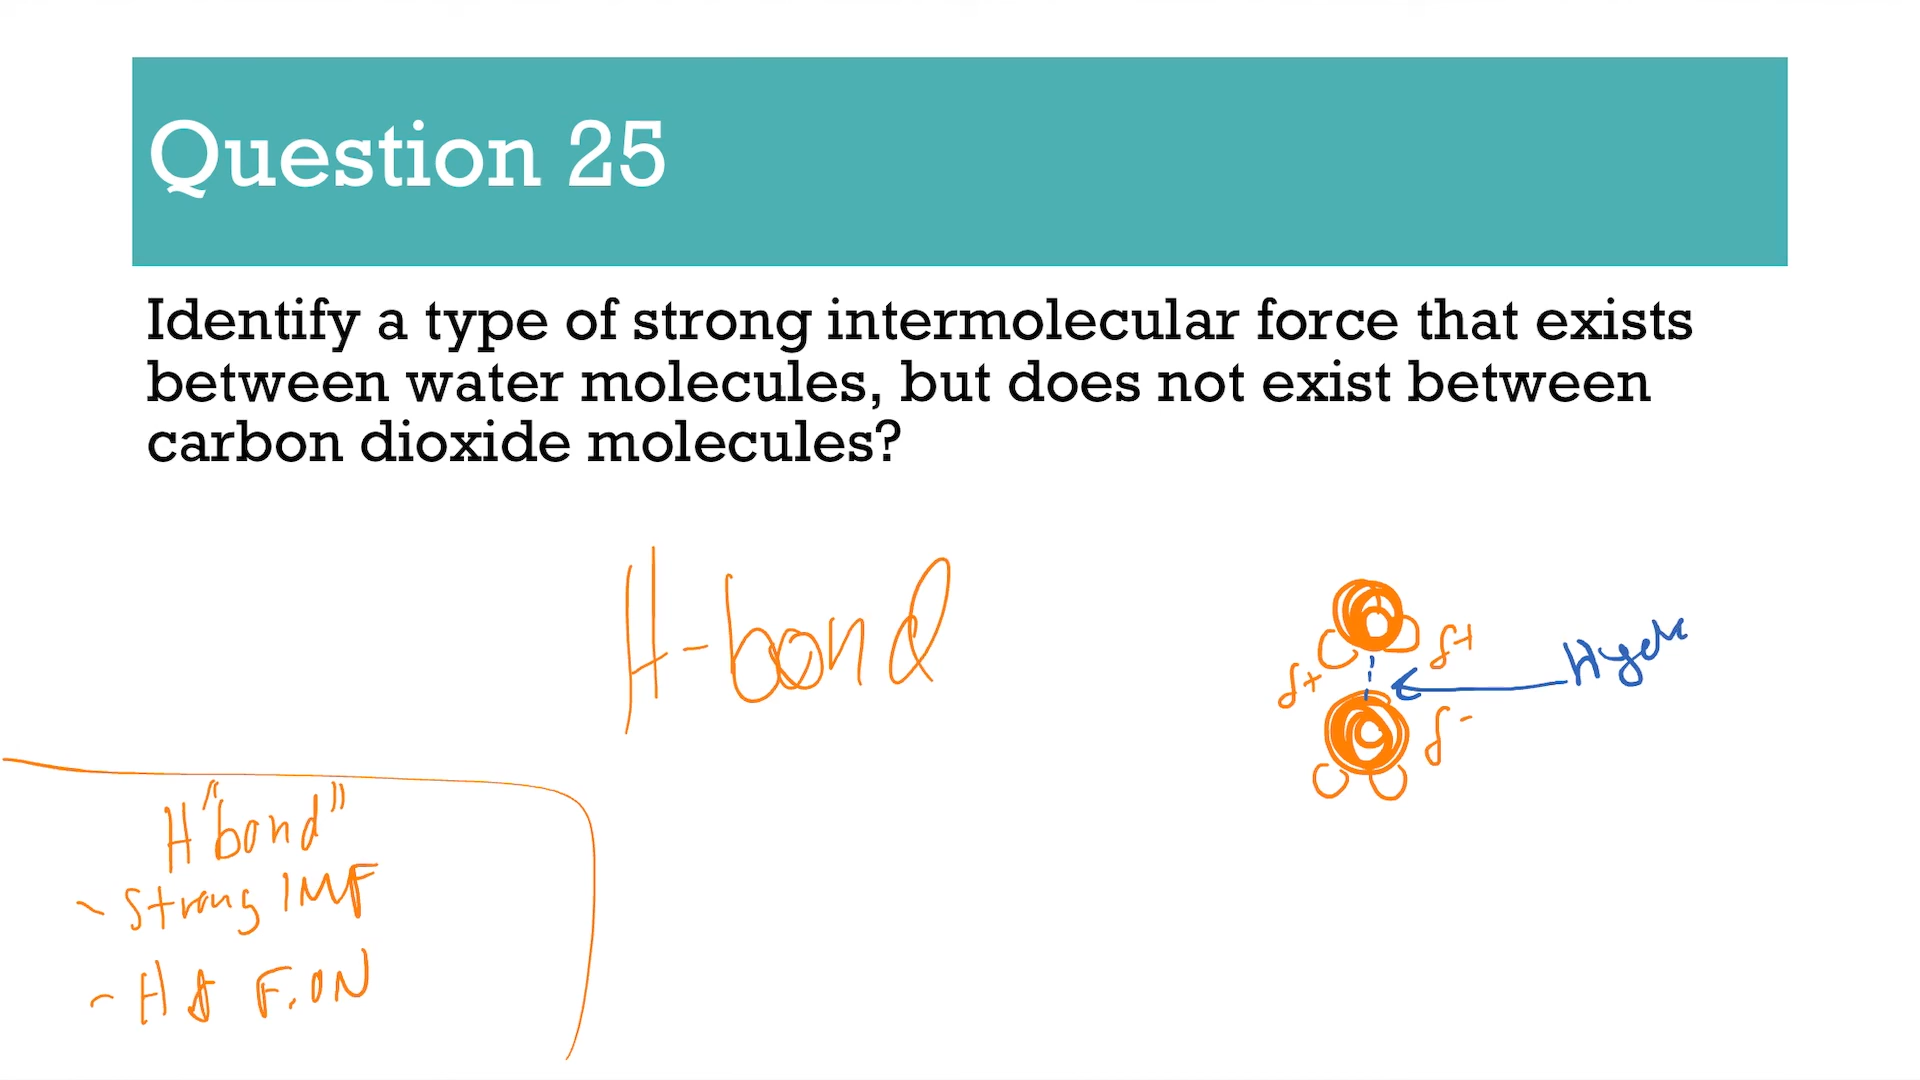 Question 25
Identify a type of strong intermolecular force that exists
between water molecules, but does not exist between
carbon dioxide molecules?
H-bond
δ+
δ+
δ-
H "bond"
- Strong IMF
- H & F.ON